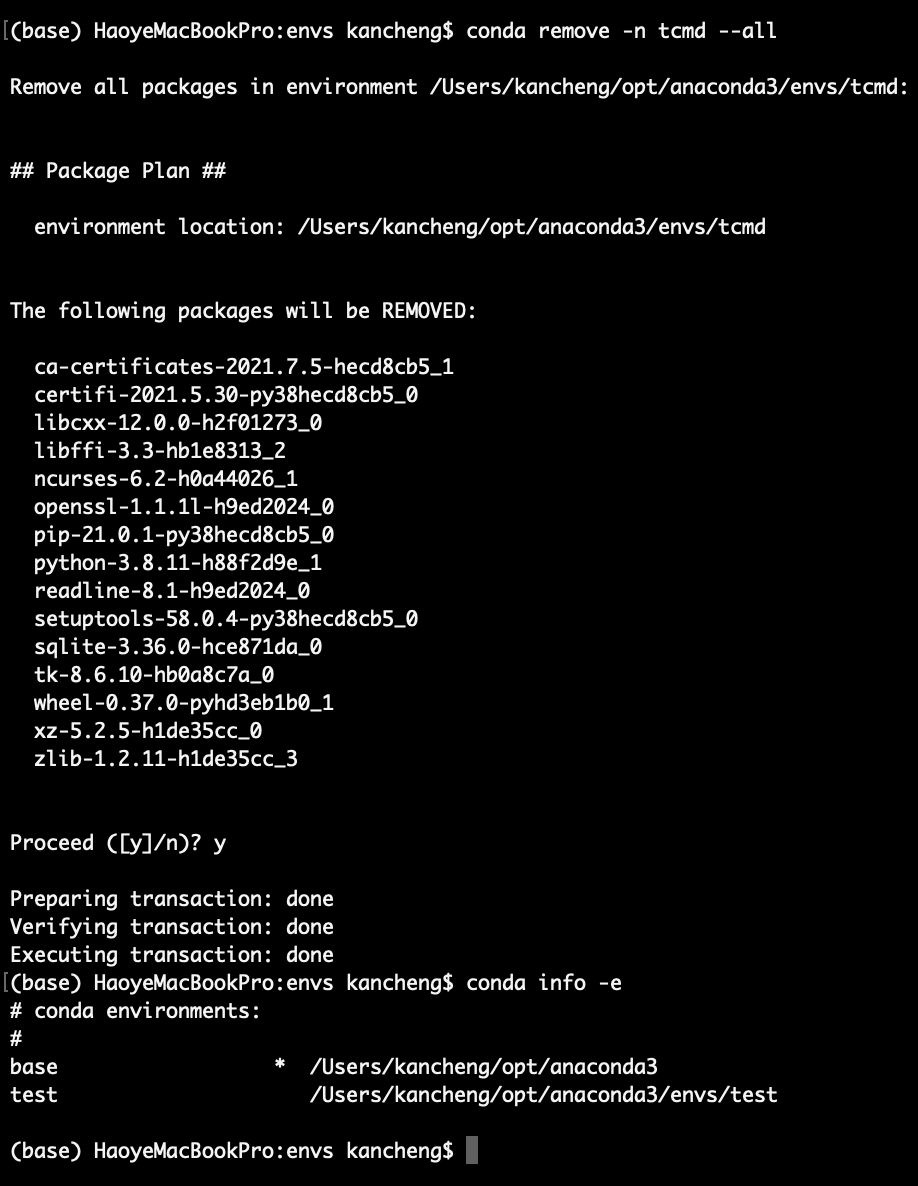 [(base) HaoyeMacBookPro:envs kancheng$ conda remove -n tcmd --all
Remove all packages in environment /Users/kancheng/opt/anaconda3/envs/tcmd:
## Package Plan ##
environment location: /Users/kancheng/opt/anaconda3/envs/tcmd
The following packages will be REMOVED:
ca-certificates-2021.7.5-hecd8cb5_1
certifi-2021.5.30-py38hecd8cb5_0
libcxx-12.0.0-h2f01273_0
libffi-3.3-hb1e8313_2
ncurses-6.2-h0a44026_1
openssl-1.1.1l-h9ed2024_0
pip-21.0.1-py38hecd8cb5_0
python-3.8.11-h88f2d9e_1
readline-8.1-h9ed2024_0
setuptools-58.0.4-py38hecd8cb5_0
sqlite-3.36.0-hce871da_0
tk-8.6.10-hb0a8c7a_0
wheel-0.37.0-pyhd3eb1b0_1
xz-5.2.5-h1de35cc_0
zlib-1.2.11-h1de35cc_3
Proceed ([y]/n)? y
Preparing transaction: done
Verifying transaction: done
Executing transaction: done
[(base) HaoyeMacBookPro:envs kancheng$ conda info -e
# conda environments:
#
base * /Users/kancheng/opt/anaconda3
test /Users/kancheng/opt/anaconda3/envs/test
(base) HaoyeMacBookPro:envs kancheng$